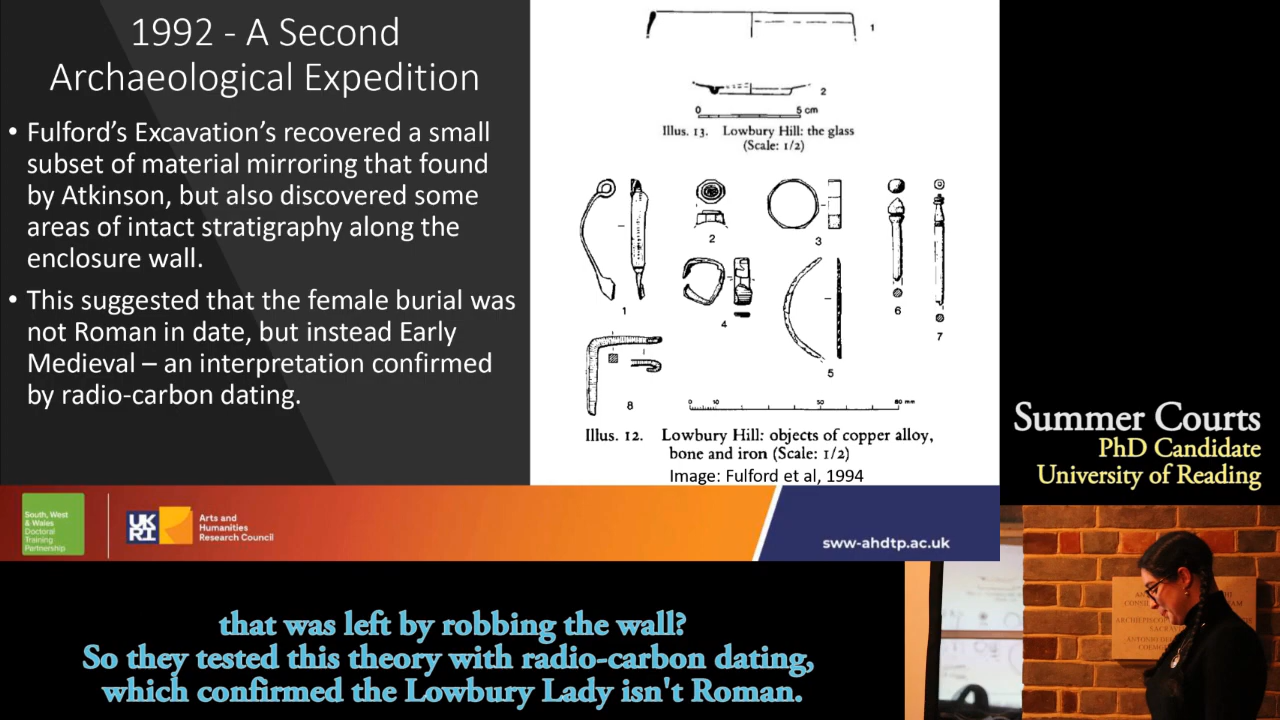 1992 - A Second
Archaeological Expedition
• Fulford's Excavation's recovered a small
subset of material mirroring that found
by Atkinson, but also discovered some
areas of intact stratigraphy along the
enclosure wall.
• This suggested that the female burial was
not Roman in date, but instead Early
Medieval – an interpretation confirmed
by radio-carbon dating.
1
2
0 5 cm
Illus. 13. Lowbury Hill: the glass
(Scale: 1/2)
1
2
3
4
5
6
7
8
0 10 50 80 mm
Illus. 12. Lowbury Hill: objects of copper alloy,
bone and iron (Scale: 1/2)
Image: Fulford et al, 1994
South, West
& Wales
Doctoral
Training
Partnership
UKRI
Arts and
Humanities
Research Council
sww-ahdtp.ac.uk
Summer Courts
PhD Candidate
University of Reading
that was left by robbing the wall?
So they tested this theory with radio-carbon dating,
which confirmed the Lowbury Lady isn't Roman.